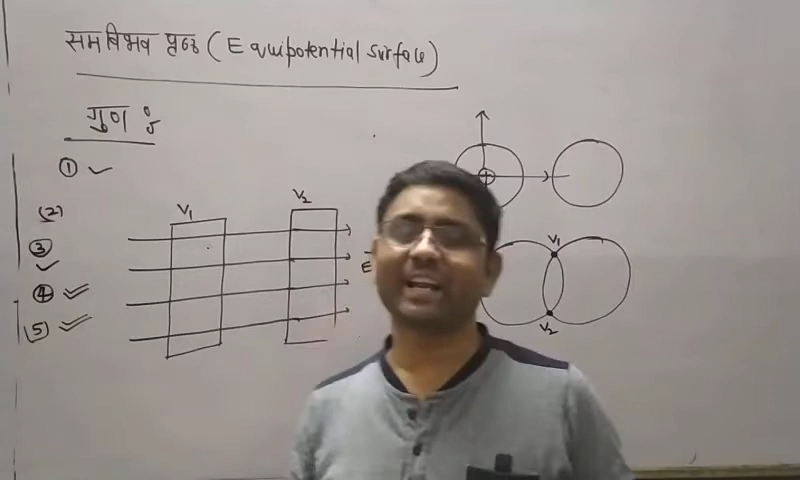 समविभव पृष्ठ (Equipotential surface)
गुण :
① ✓
(2)
③ ✓
④ ✓
(5) ✓
V₁
V₂
E
V₁
V₂